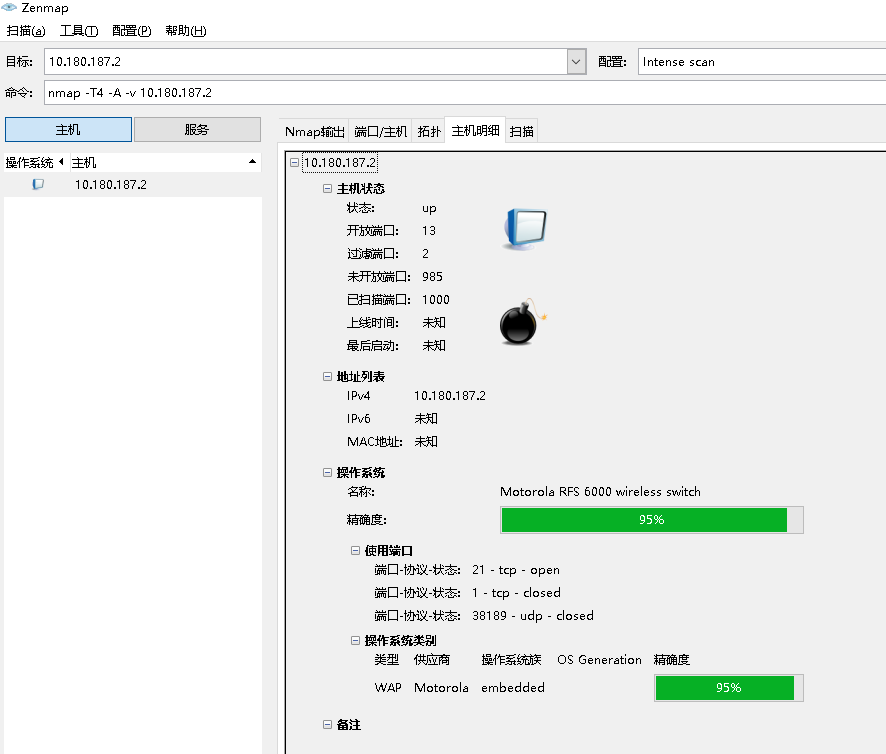 Zenmap
扫描(a) 工具(T) 配置(P) 帮助(H)
目标: 10.180.187.2 配置: Intense scan
命令: nmap -T4 -A -v 10.180.187.2
主机 服务 Nmap输出 端口/主机 拓扑 主机明细 扫描
操作系统 主机
10.180.187.2
10.180.187.2
主机状态
状态: up
开放端口: 13
过滤端口: 2
未开放端口: 985
已扫描端口: 1000
上线时间: 未知
最后启动: 未知
地址列表
IPv4 10.180.187.2
IPv6 未知
MAC地址: 未知
操作系统
名称: Motorola RFS 6000 wireless switch
精确度: 95%
使用端口
端口-协议-状态: 21 - tcp - open
端口-协议-状态: 1 - tcp - closed
端口-协议-状态: 38189 - udp - closed
操作系统类别
类型 供应商 操作系统族 OS Generation 精确度
WAP Motorola embedded 95%
备注